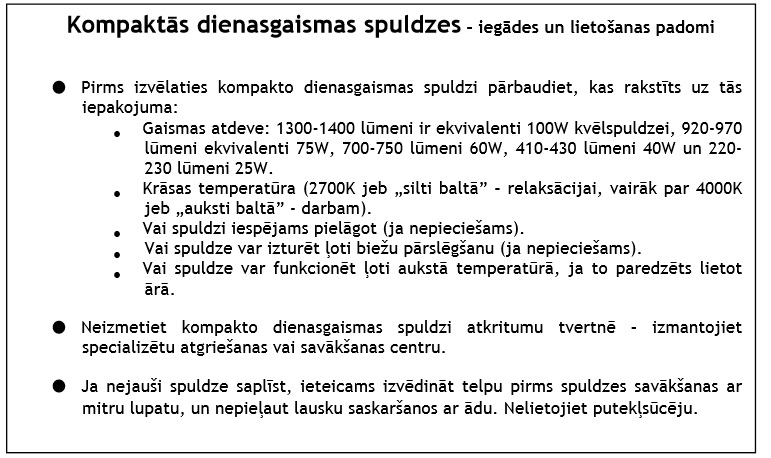 Kompaktās dienasgaismas spuldzes – iegādes un lietošanas padomi
● Pirms izvēlaties kompakto dienasgaismas spuldzi pārbaudiet, kas rakstīts uz tās
iepakojuma:
• Gaismas atdeve: 1300-1400 lūmeni ir ekvivalenti 100W kvēlspuldzei, 920-970
lūmeni ekvivalenti 75W, 700-750 lūmeni 60W, 410-430 lūmeni 40W un 220-
230 lūmeni 25W.
• Krāsas temperatūra (2700K jeb „silti baltā” – relaksācijai, vairāk par 4000K
jeb „auksti baltā” - darbam).
• Vai spuldzi iespējams pielāgot (ja nepieciešams).
• Vai spuldze var izturēt ļoti biežu pārslēgšanu (ja nepieciešams).
• Vai spuldze var funkcionēt ļoti aukstā temperatūrā, ja to paredzēts lietot
ārā.
● Neizmetiet kompakto dienasgaismas spuldzi atkritumu tvertnē – izmantojiet
specializētu atgriešanas vai savākšanas centru.
● Ja nejauši spuldze saplīst, ieteicams izvēdināt telpu pirms spuldzes savākšanas ar
mitru lupatu, un nepieļaut lausku saskaršanos ar ādu. Nelietojiet putekļsūcēju.